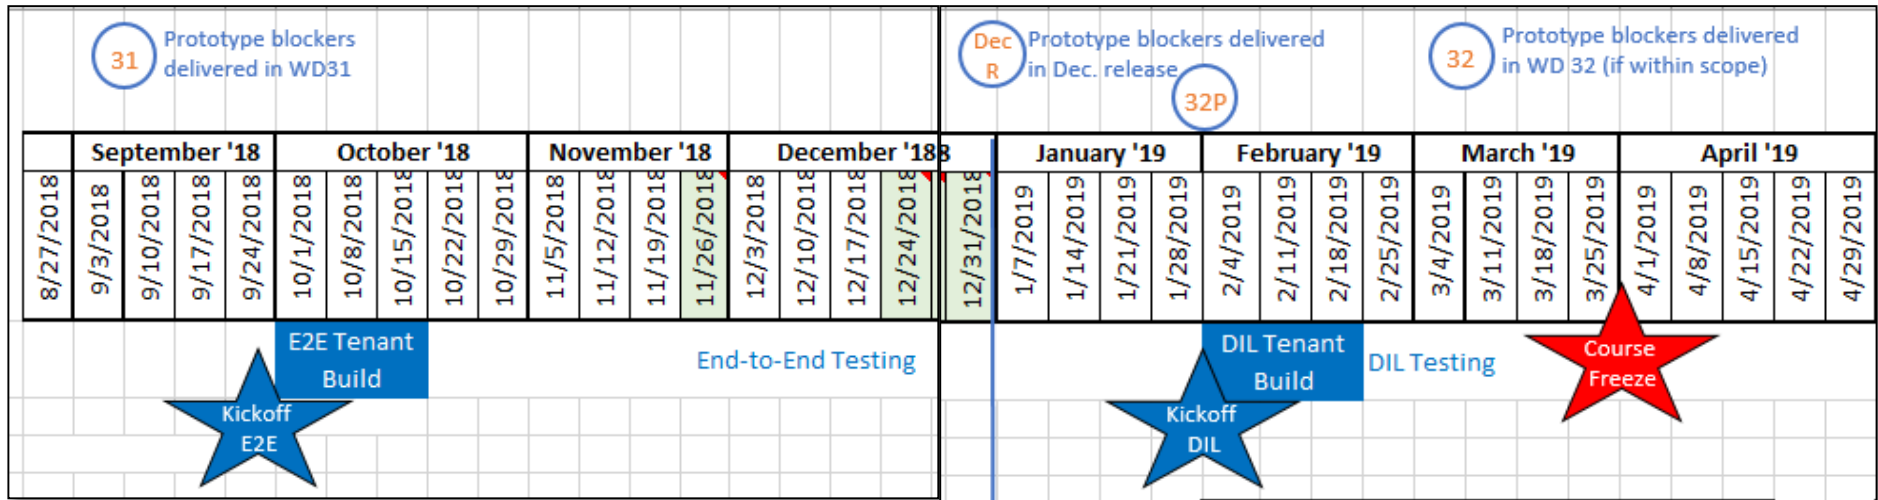 31
Prototype blockers
delivered in WD31
Dec
R
Prototype blockers delivered
in Dec. release
32P
32
Prototype blockers delivered
in WD 32 (if within scope)
September '18
October '18
November '18
December '18
8
January '19
February '19
March '19
April '19
8/27/2018
9/3/2018
9/10/2018
9/17/2018
9/24/2018
10/1/2018
10/8/2018
10/15/2018
10/22/2018
10/29/2018
11/5/2018
11/12/2018
11/19/2018
11/26/2018
12/3/2018
12/10/2018
12/17/2018
12/24/2018
12/31/2018
1/7/2019
1/14/2019
1/21/2019
1/28/2019
2/4/2019
2/11/2019
2/18/2019
2/25/2019
3/4/2019
3/11/2019
3/18/2019
3/25/2019
4/1/2019
4/8/2019
4/15/2019
4/22/2019
4/29/2019
E2E Tenant
Build
End-to-End Testing
Kickoff
E2E
DIL Tenant
Build
DIL Testing
Kickoff
DIL
Course
Freeze